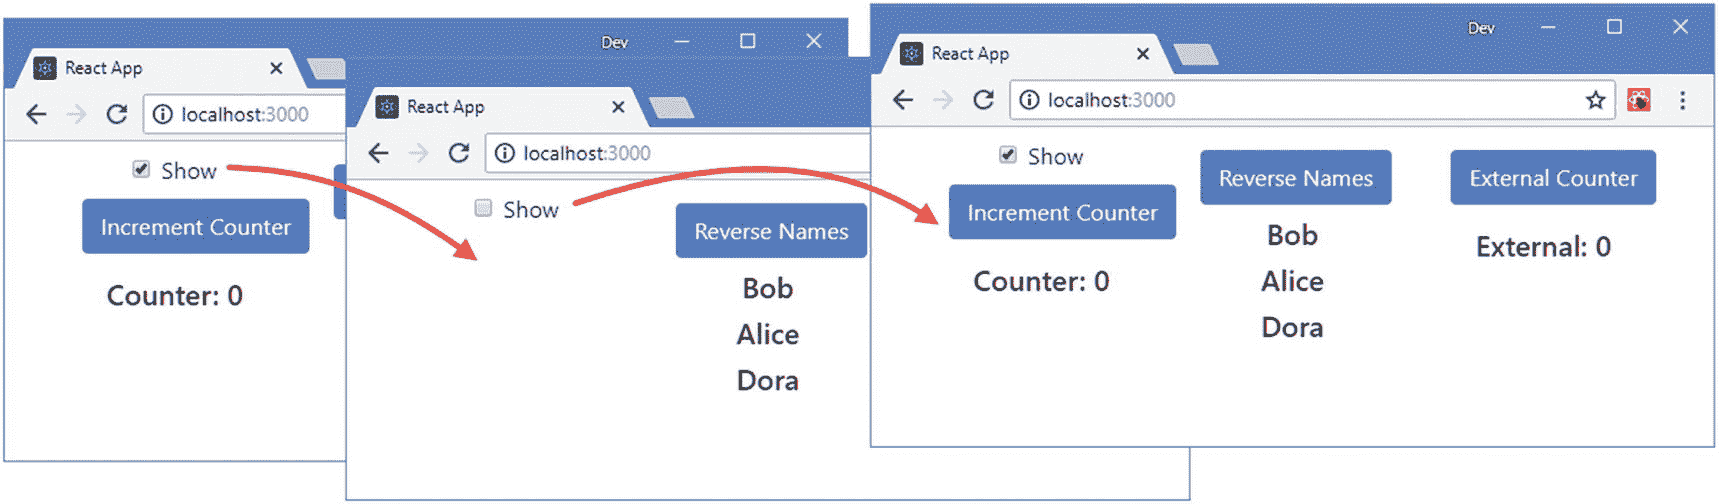 Dev
React App
localhost:3000
Show
Increment Counter
Counter: 0
React App
localhost:3000
Show
Reverse Names
Bob
Alice
Dora
Dev
React App
localhost:3000
Show
Increment Counter
Counter: 0
Reverse Names
Bob
Alice
Dora
External Counter
External: 0